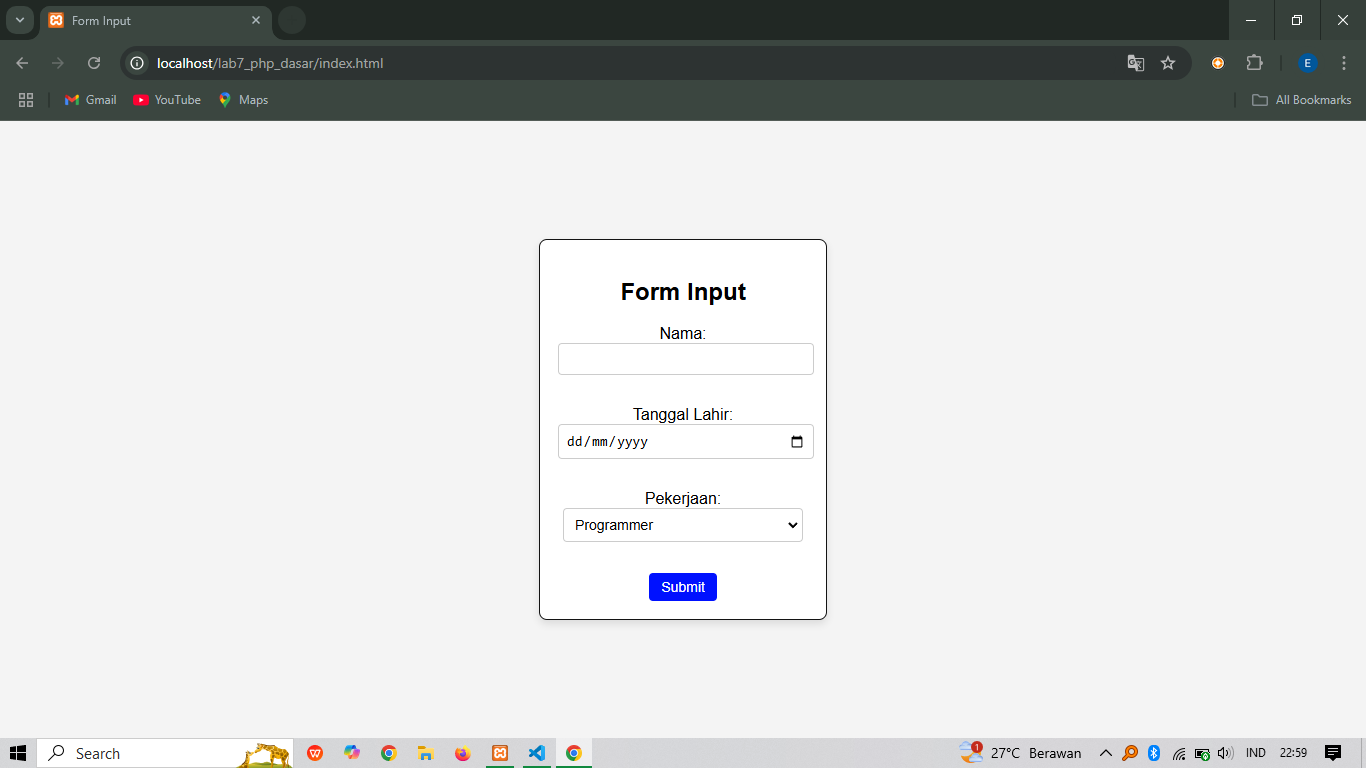 Form Input
localhost/lab7_php_dasar/index.html
E
Gmail YouTube Maps All Bookmarks
Form Input
Nama:
Tanggal Lahir:
dd/mm/yyyy
Pekerjaan:
Programmer
Submit
Search 1 27°C Berawan IND 22:59